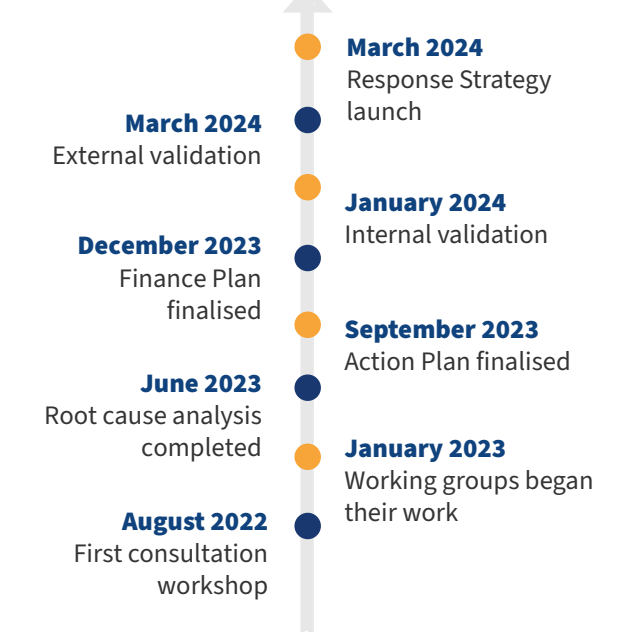 March 2024
Response Strategy
launch
March 2024
External validation
January 2024
Internal validation
December 2023
Finance Plan
finalised
September 2023
Action Plan finalised
June 2023
Root cause analysis
completed
January 2023
Working groups began
their work
August 2022
First consultation
workshop